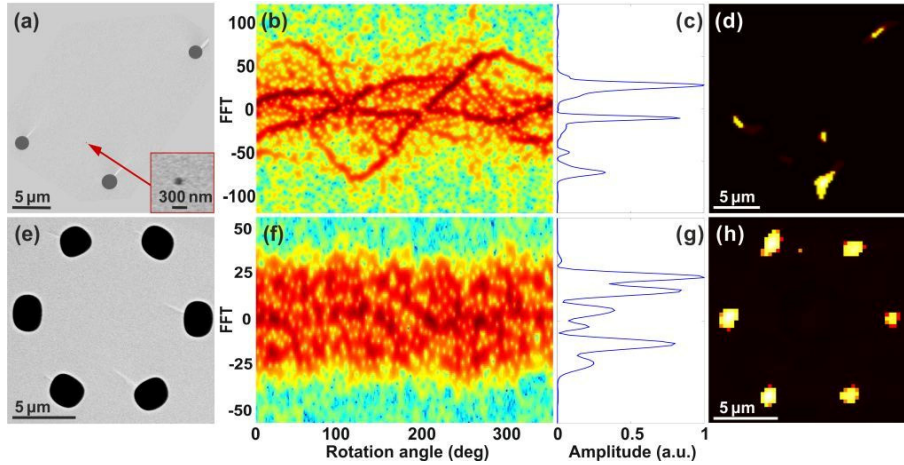 (a)
5 µm
300 nm
(b)
FFT
100
50
0
-50
-100
(c)
(d)
5 µm
(e)
5 µm
(f)
FFT
50
25
0
-25
-50
0
100
200
300
Rotation angle (deg)
(g)
0
0.5
1
Amplitude (a.u.)
(h)
5 µm